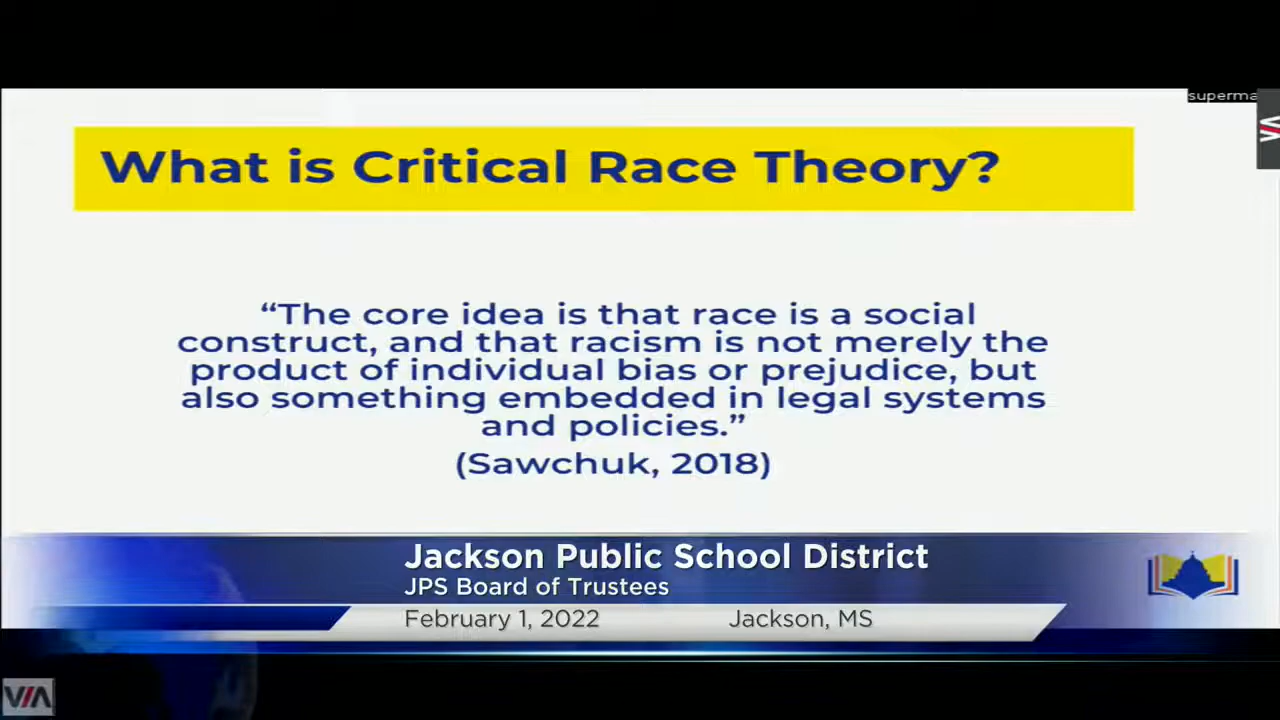 superma
What is Critical Race Theory?
“The core idea is that race is a social
construct, and that racism is not merely the
product of individual bias or prejudice, but
also something embedded in legal systems
and policies.”
(Sawchuk, 2018)
Jackson Public School District
JPS Board of Trustees
February 1, 2022 Jackson, MS
VIA